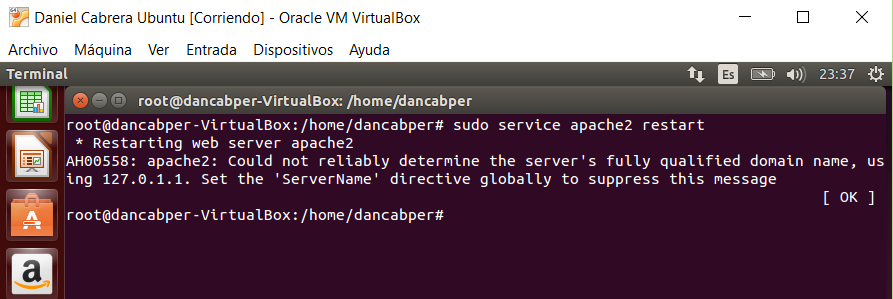 Daniel Cabrera Ubuntu [Corriendo] - Oracle VM VirtualBox
Archivo Máquina Ver Entrada Dispositivos Ayuda
Terminal Es 23:37
root@dancabper-VirtualBox: /home/dancabper
root@dancabper-VirtualBox:/home/dancabper# sudo service apache2 restart
 * Restarting web server apache2
AH00558: apache2: Could not reliably determine the server's fully qualified domain name, us
ing 127.0.1.1. Set the 'ServerName' directive globally to suppress this message
[ OK ]
root@dancabper-VirtualBox:/home/dancabper#